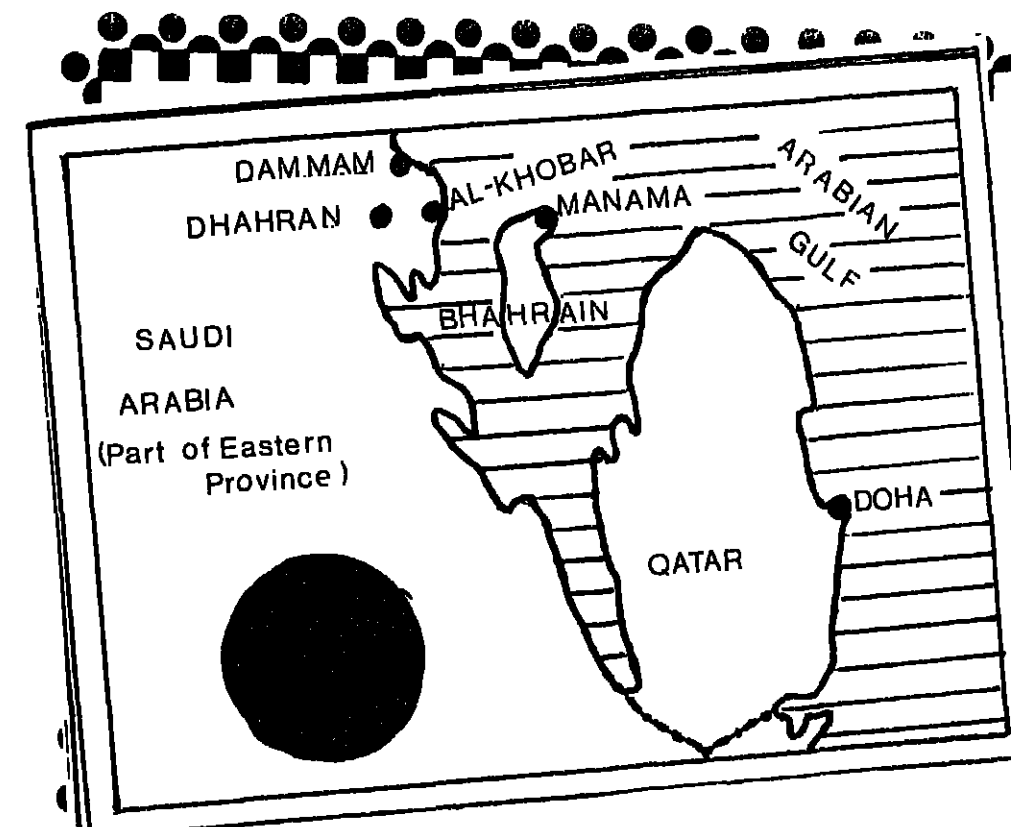 DAMMAM
AL-KHOBAR
ARABIAN
GULF
DHAHRAN
MANAMA
BHAHRAIN
SAUDI
ARABIA
(Part of Eastern
Province)
DOHA
QATAR